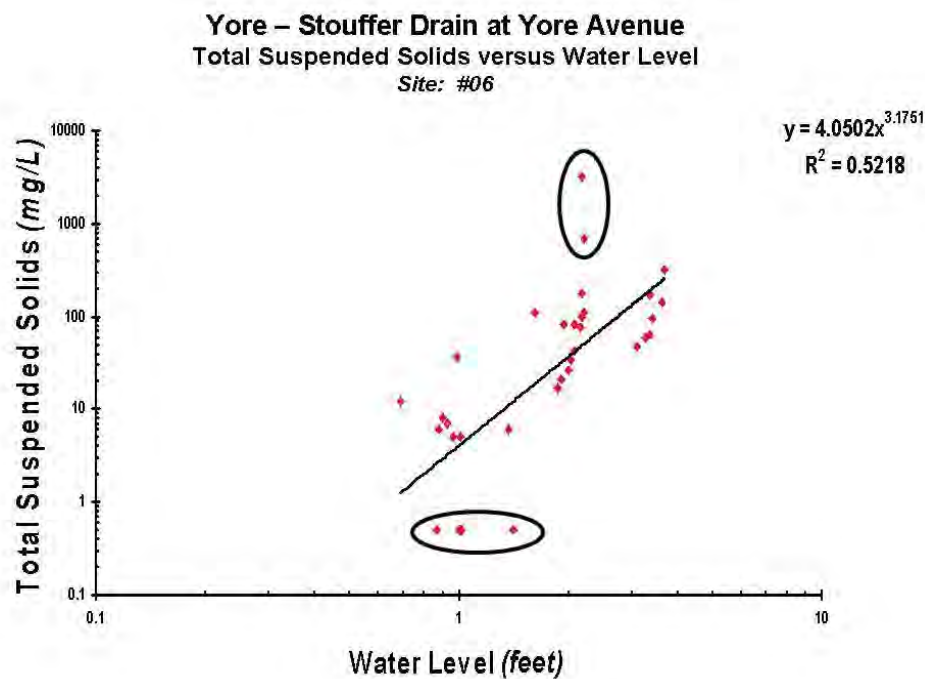 Yore – Stouffer Drain at Yore Avenue
Total Suspended Solids versus Water Level
Site: #06
y = 4.0502x^3.1751
R^2 = 0.5218
Total Suspended Solids (mg/L)
10000
1000
100
10
1
0.1
0.1 1 10
Water Level (feet)